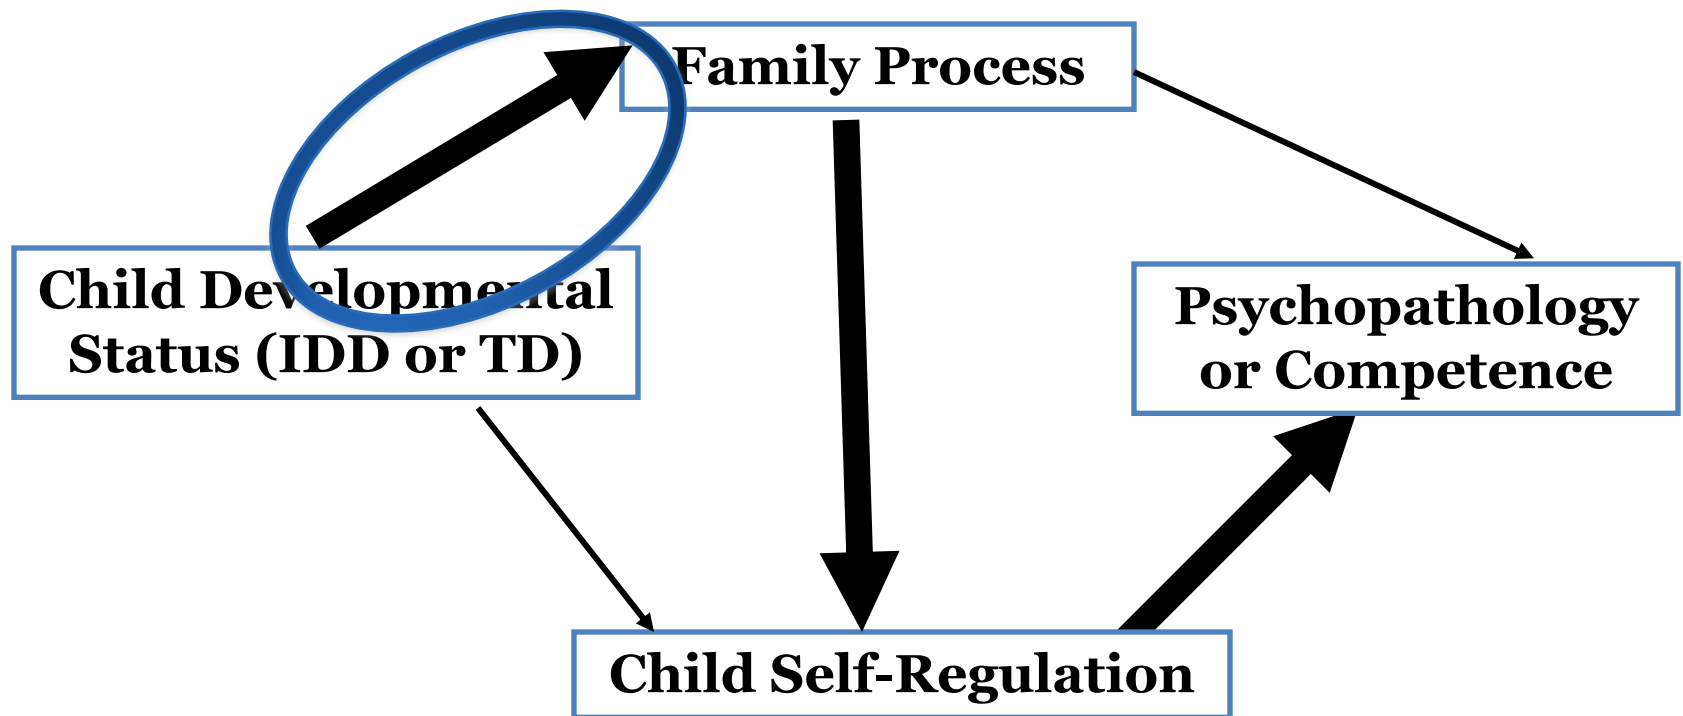 Family Process
Child Developmental
Status (IDD or TD)
Psychopathology
or Competence
Child Self-Regulation